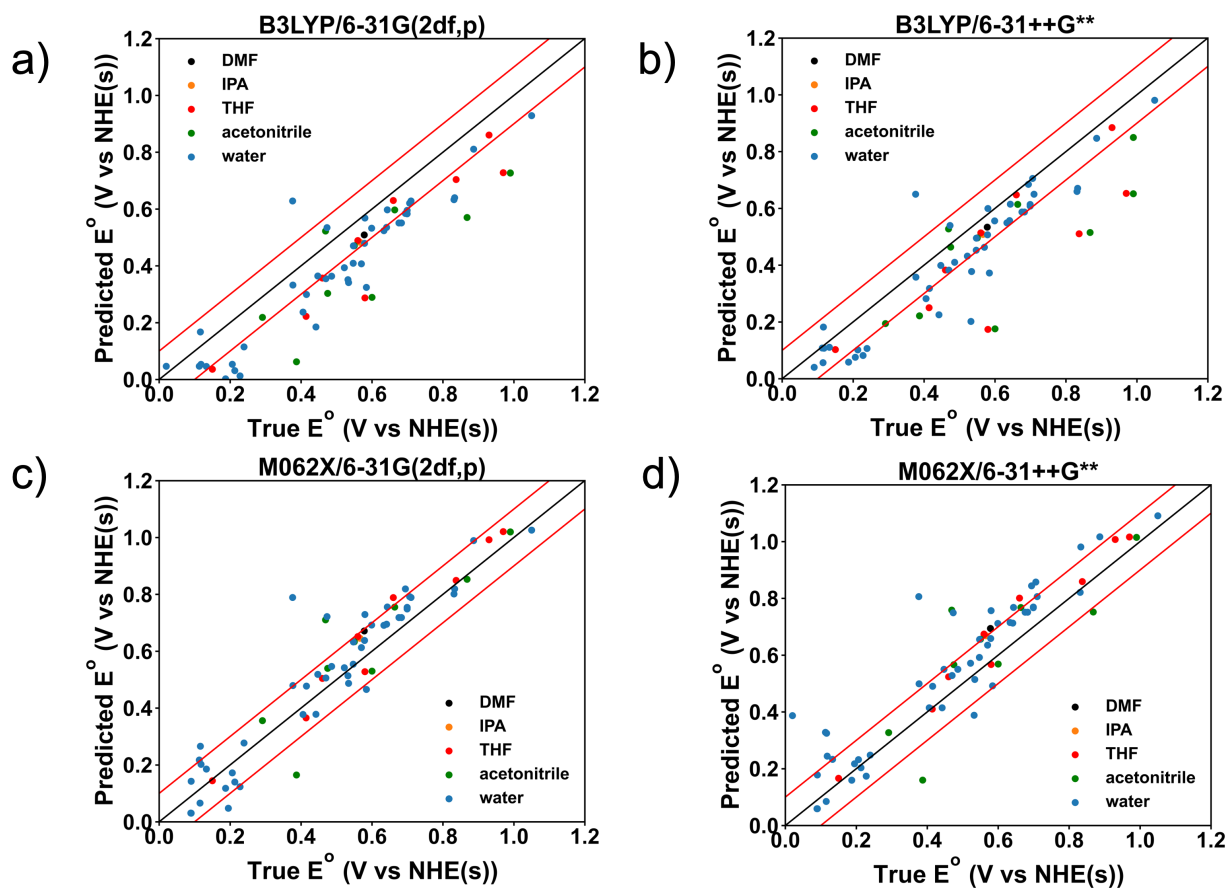 a)
B3LYP/6-31G(2df,p)
Predicted E° (V vs NHE(s))
1.2
1.0
0.8
0.6
0.4
0.2
0.0
DMF
IPA
THF
acetonitrile
water
0.0 0.2 0.4 0.6 0.8 1.0 1.2
True E° (V vs NHE(s))
b)
B3LYP/6-31++G**
Predicted E° (V vs NHE(s))
1.2
1.0
0.8
0.6
0.4
0.2
0.0
DMF
IPA
THF
acetonitrile
water
0.0 0.2 0.4 0.6 0.8 1.0 1.2
True E° (V vs NHE(s))
c)
M062X/6-31G(2df,p)
Predicted E° (V vs NHE(s))
1.2
1.0
0.8
0.6
0.4
0.2
0.0
DMF
IPA
THF
acetonitrile
water
0.0 0.2 0.4 0.6 0.8 1.0 1.2
True E° (V vs NHE(s))
d)
M062X/6-31++G**
Predicted E° (V vs NHE(s))
1.2
1.0
0.8
0.6
0.4
0.2
0.0
DMF
IPA
THF
acetonitrile
water
0.0 0.2 0.4 0.6 0.8 1.0 1.2
True E° (V vs NHE(s))